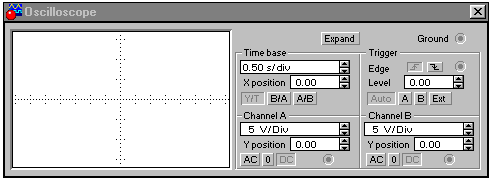 Oscilloscope
Expand
Ground
Time base
0.50 s/div
X position 0.00
Y/T B/A A/B
Trigger
Edge
Level 0.00
Auto A B Ext
Channel A
5 V/Div
Y position 0.00
AC 0 DC
Channel B
5 V/Div
Y position 0.00
AC 0 DC